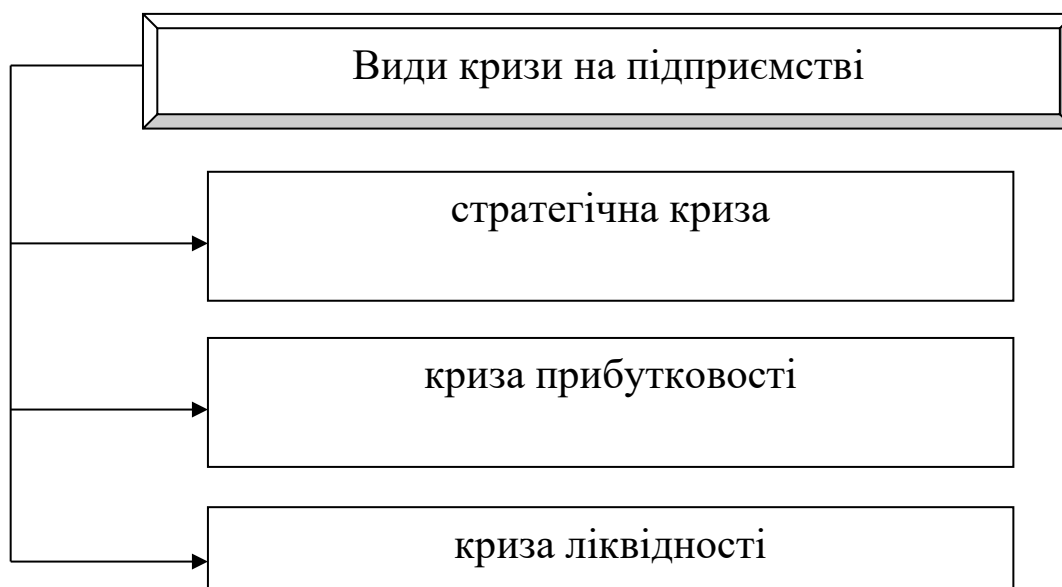 Види кризи на підприємстві
стратегічна криза
криза прибутковості
криза ліквідності